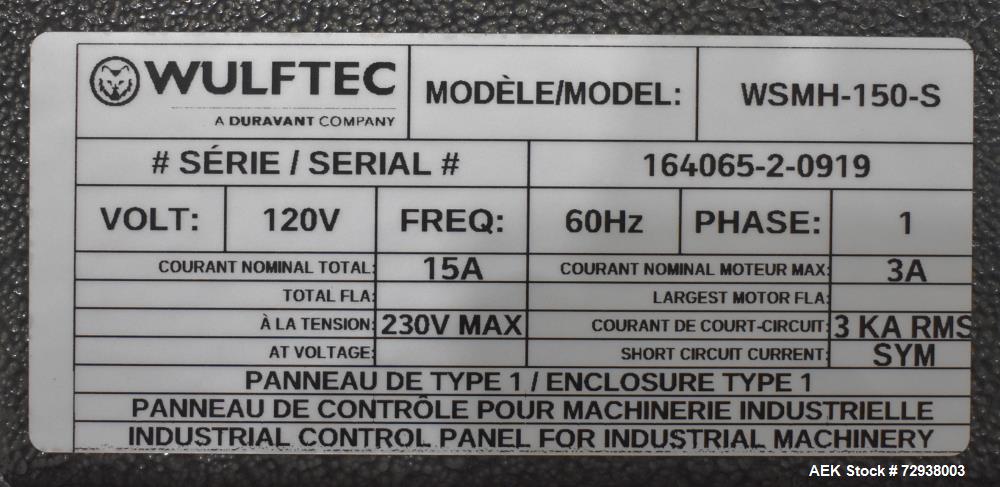 WULFTEC
A DURAVANT COMPANY
MODÈLE/MODEL: WSMH-150-S
# SÉRIE / SERIAL # 164065-2-0919
VOLT: 120V FREQ: 60Hz PHASE: 1
COURANT NOMINAL TOTAL: 15A COURANT NOMINAL MOTEUR MAX: 3A
TOTAL FLA: LARGEST MOTOR FLA:
À LA TENSION: 230V MAX COURANT DE COURT-CIRCUIT: 3 KA RMS
AT VOLTAGE: SHORT CIRCUIT CURRENT: SYM
PANNEAU DE TYPE 1 / ENCLOSURE TYPE 1
PANNEAU DE CONTRÔLE POUR MACHINERIE INDUSTRIELLE
INDUSTRIAL CONTROL PANEL FOR INDUSTRIAL MACHINERY
AEK Stock # 72938003